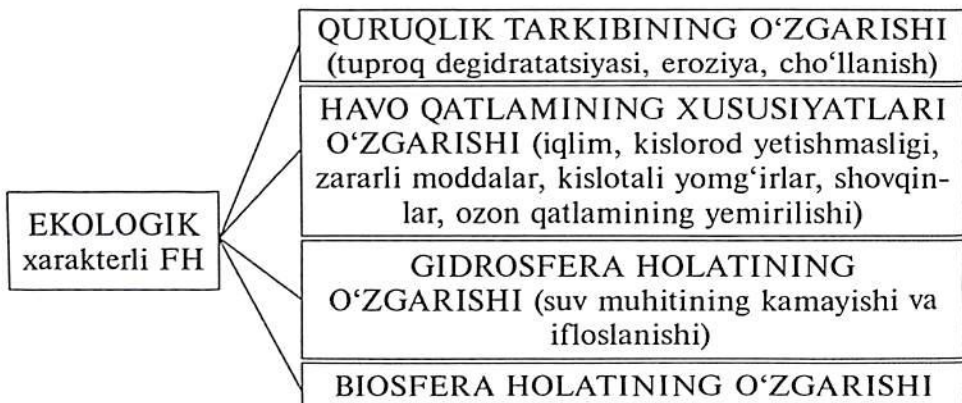 EKOLOGIK
xarakterli FH
QURUQLIK TARKIBINING O‘ZGARISHI
(tuproq degidratatsiyasi, eroziya, cho‘llanish)
HAVO QATLAMINING XUSUSIYATLARI
O‘ZGARISHI (iqlim, kislorod yetishmasligi,
zararli moddalar, kislotali yomg‘irlar, shovqin-
lar, ozon qatlamining yemirilishi)
GIDROSFERA HOLATINING
O‘ZGARISHI (suv muhitining kamayishi va
ifloslanishi)
BIOSFERA HOLATINING O‘ZGARISHI